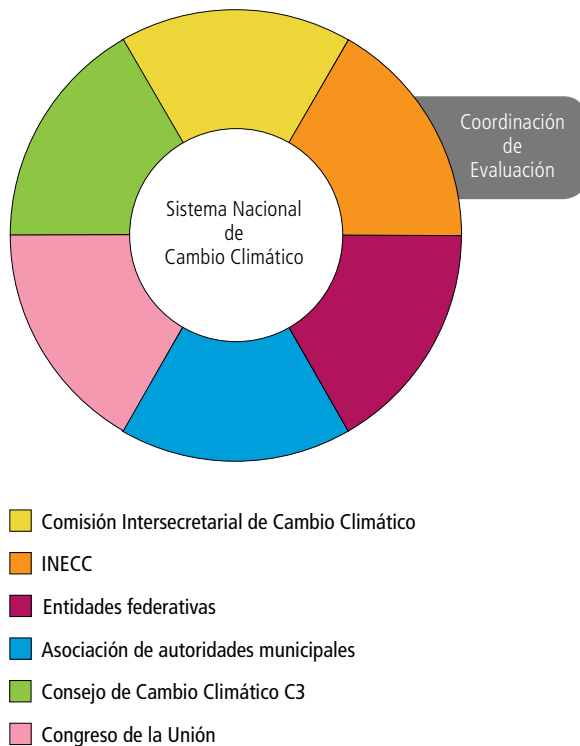 Coordinación
de
Evaluación
Sistema Nacional
de
Cambio Climático
Comisión Intersecretarial de Cambio Climático
INECC
Entidades federativas
Asociación de autoridades municipales
Consejo de Cambio Climático C3
Congreso de la Unión